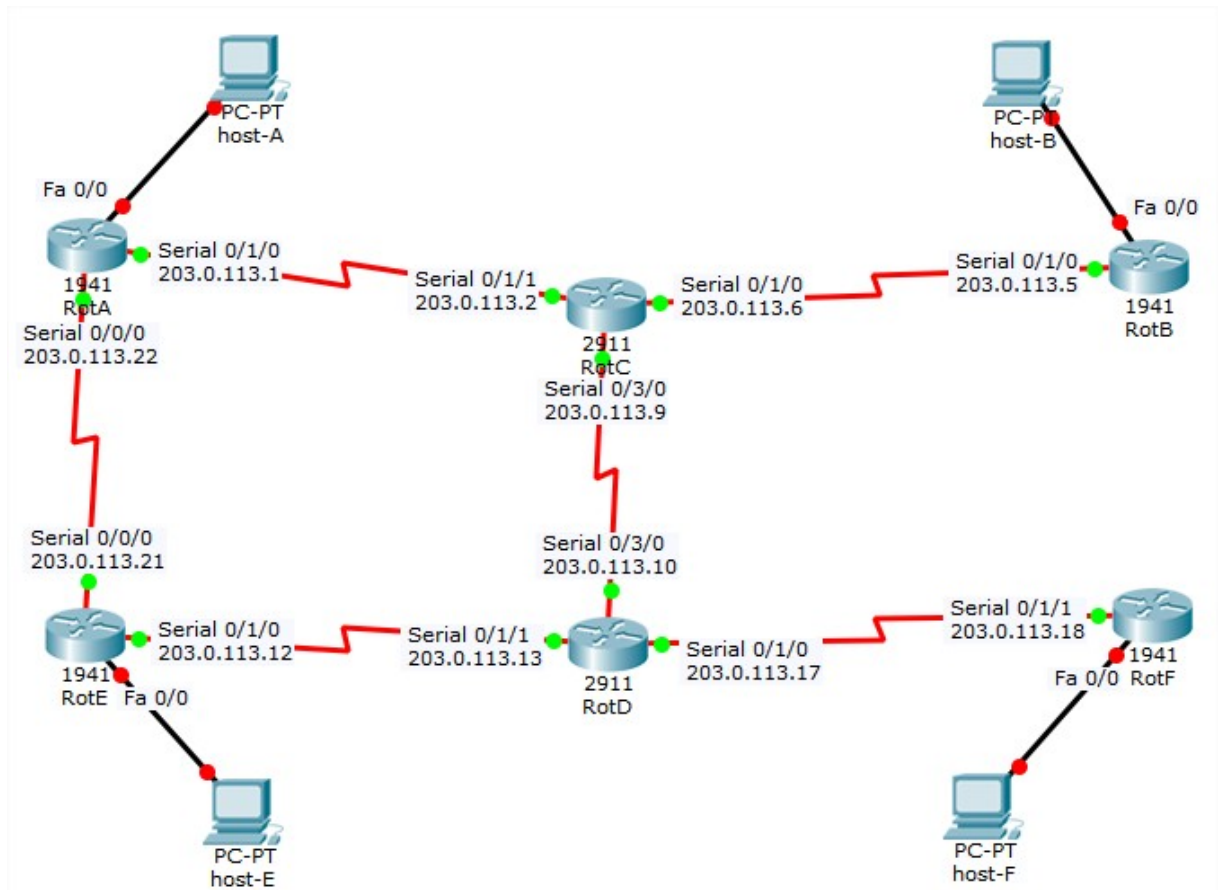 PC-PT
host-A
PC-PT
host-B
Fa 0/0
Fa 0/0
1941
RotA
Serial 0/1/0
203.0.113.1
Serial 0/1/1
203.0.113.2
2911
RotC
Serial 0/1/0
203.0.113.6
Serial 0/1/0
203.0.113.5
1941
RotB
Serial 0/0/0
203.0.113.22
Serial 0/3/0
203.0.113.9
Serial 0/0/0
203.0.113.21
Serial 0/3/0
203.0.113.10
1941
RotE
Serial 0/1/0
203.0.113.12
Fa 0/0
Serial 0/1/1
203.0.113.13
2911
RotD
Serial 0/1/0
203.0.113.17
Serial 0/1/1
203.0.113.18
1941
RotF
Fa 0/0
PC-PT
host-E
PC-PT
host-F